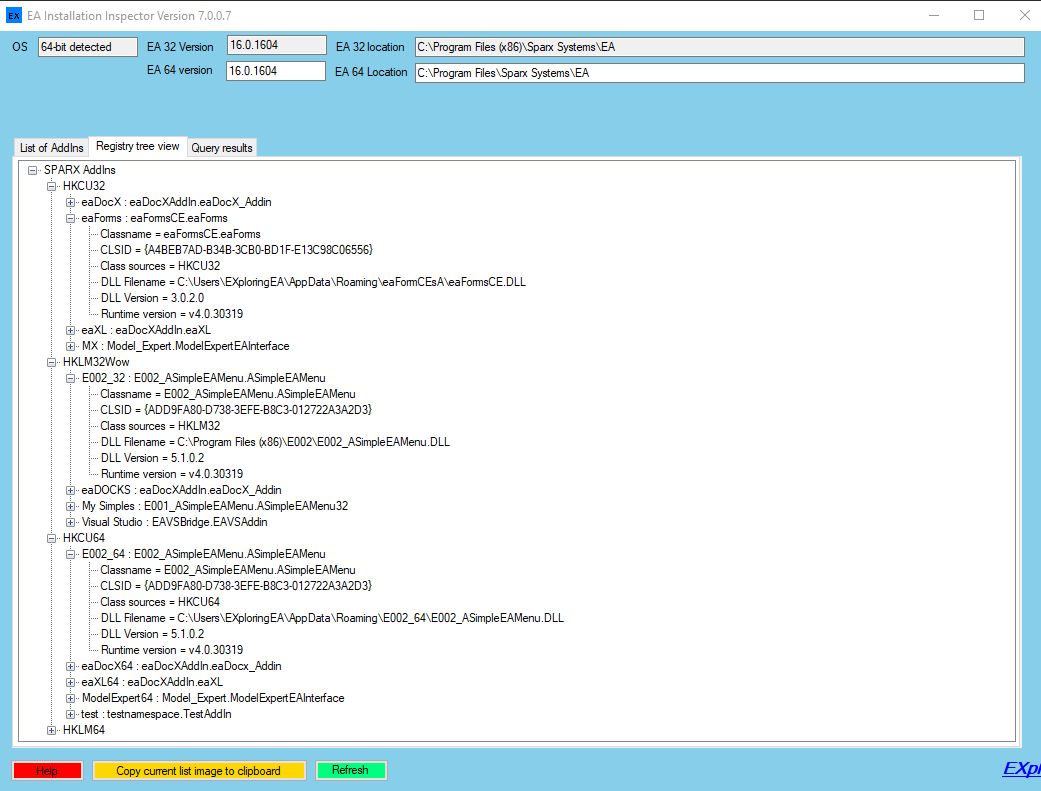 EX EA Installation Inspector Version 7.0.0.7
OS 64-bit detected EA 32 Version 16.0.1604 EA 32 location C:\Program Files (x86)\Sparx Systems\EA
EA 64 version 16.0.1604 EA 64 Location C:\Program Files\Sparx Systems\EA
List of AddIns Registry tree view Query results
SPARX AddIns
HKCU32
eaDocX : eaDocXAddIn.eaDocX_Addin
eaForms : eaFormsCE.eaForms
Classname = eaFormsCE.eaForms
CLSID = {A4BEB7AD-B34B-3CB0-BD1F-E13C98C06556}
Class sources = HKCU32
DLL Filename = C:\Users\EXploringEA\AppData\Roaming\eaFormCEsA\eaFormsCE.DLL
DLL Version = 3.0.2.0
Runtime version = v4.0.30319
eaXL : eaDocXAddIn.eaXL
MX : Model_Expert.ModelExpertEAInterface
HKLM32Wow
E002_32 : E002_ASimpleEAMenu.ASimpleEAMenu
Classname = E002_ASimpleEAMenu.ASimpleEAMenu
CLSID = {ADD9FA80-D738-3EFE-B8C3-012722A3A2D3}
Class sources = HKLM32
DLL Filename = C:\Program Files (x86)\E002\E002_ASimpleEAMenu.DLL
DLL Version = 5.1.0.2
Runtime version = v4.0.30319
eaDOCKS : eaDocXAddIn.eaDocX_Addin
My Simples : E001_ASimpleEAMenu.ASimpleEAMenu32
Visual Studio : EAVSBridge.EAVSAddin
HKCU64
E002_64 : E002_ASimpleEAMenu.ASimpleEAMenu
Classname = E002_ASimpleEAMenu.ASimpleEAMenu
CLSID = {ADD9FA80-D738-3EFE-B8C3-012722A3A2D3}
Class sources = HKCU64
DLL Filename = C:\Users\EXploringEA\AppData\Roaming\E002_64\E002_ASimpleEAMenu.DLL
DLL Version = 5.1.0.2
Runtime version = v4.0.30319
eaDocX64 : eaDocXAddIn.eaDocx_Addin
eaXL64 : eaDocXAddIn.eaXL
ModelExpert64 : Model_Expert.ModelExpertEAInterface
test : testnamespace.TestAddIn
HKLM64
Help Copy current list image to clipboard Refresh